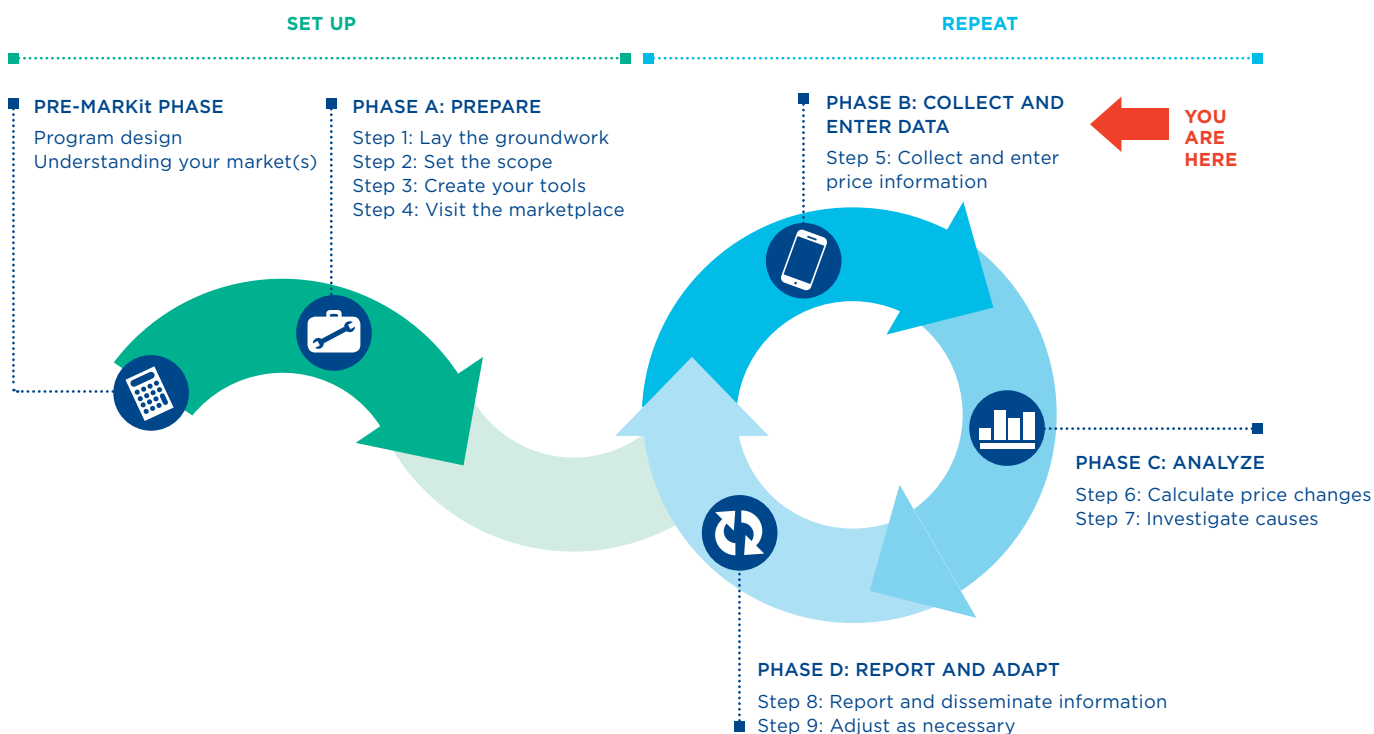 SET UP
REPEAT
PRE-MARKit PHASE
Program design
Understanding your market(s)
PHASE A: PREPARE
Step 1: Lay the groundwork
Step 2: Set the scope
Step 3: Create your tools
Step 4: Visit the marketplace
PHASE B: COLLECT AND
ENTER DATA
Step 5: Collect and enter
price information
YOU
ARE
HERE
PHASE C: ANALYZE
Step 6: Calculate price changes
Step 7: Investigate causes
PHASE D: REPORT AND ADAPT
Step 8: Report and disseminate information
Step 9: Adjust as necessary